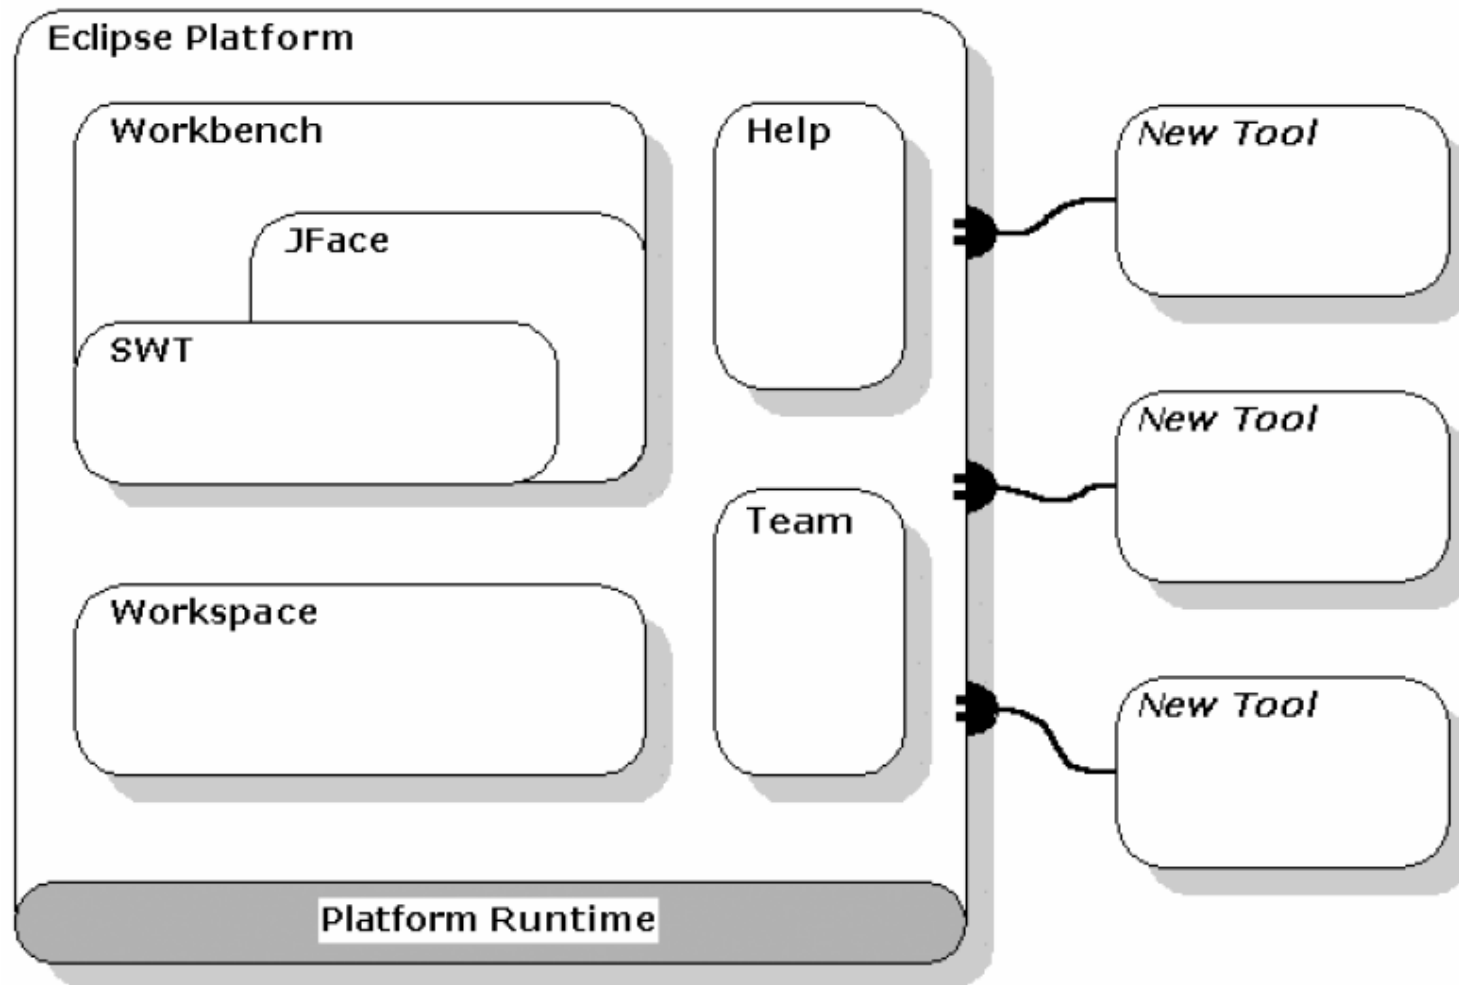 Eclipse Platform
Workbench
JFace
SWT
Workspace
Help
Team
Platform Runtime
New Tool
New Tool
New Tool